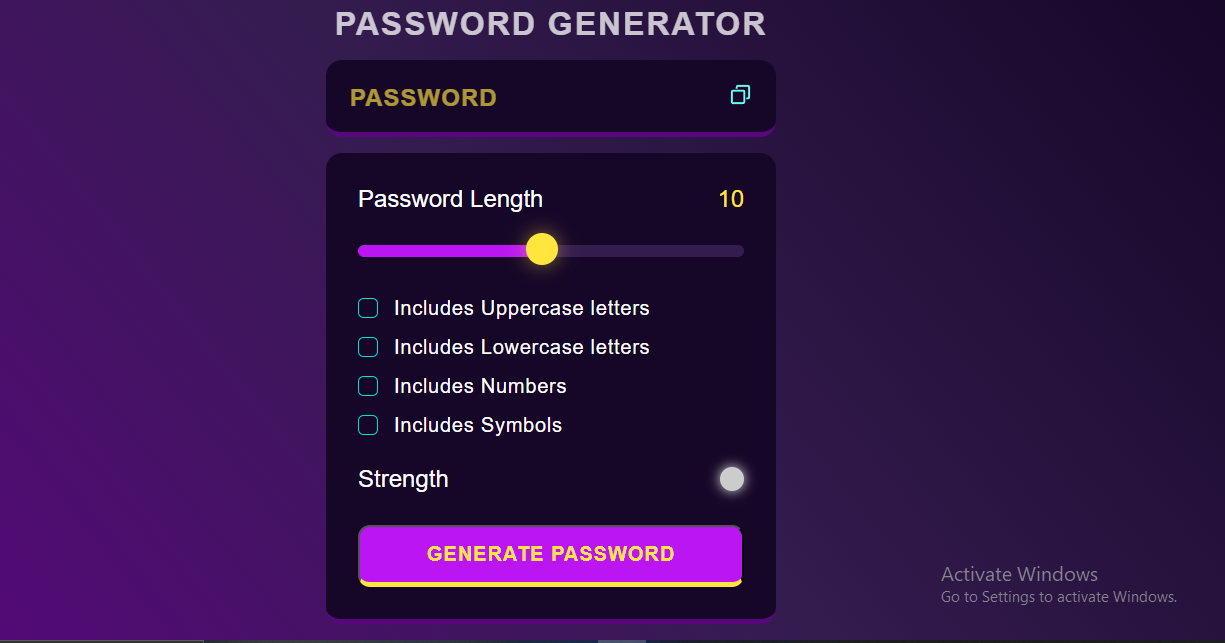 PASSWORD GENERATOR
PASSWORD
Password Length 10
Includes Uppercase letters
Includes Lowercase letters
Includes Numbers
Includes Symbols
Strength
GENERATE PASSWORD
Activate Windows
Go to Settings to activate Windows.